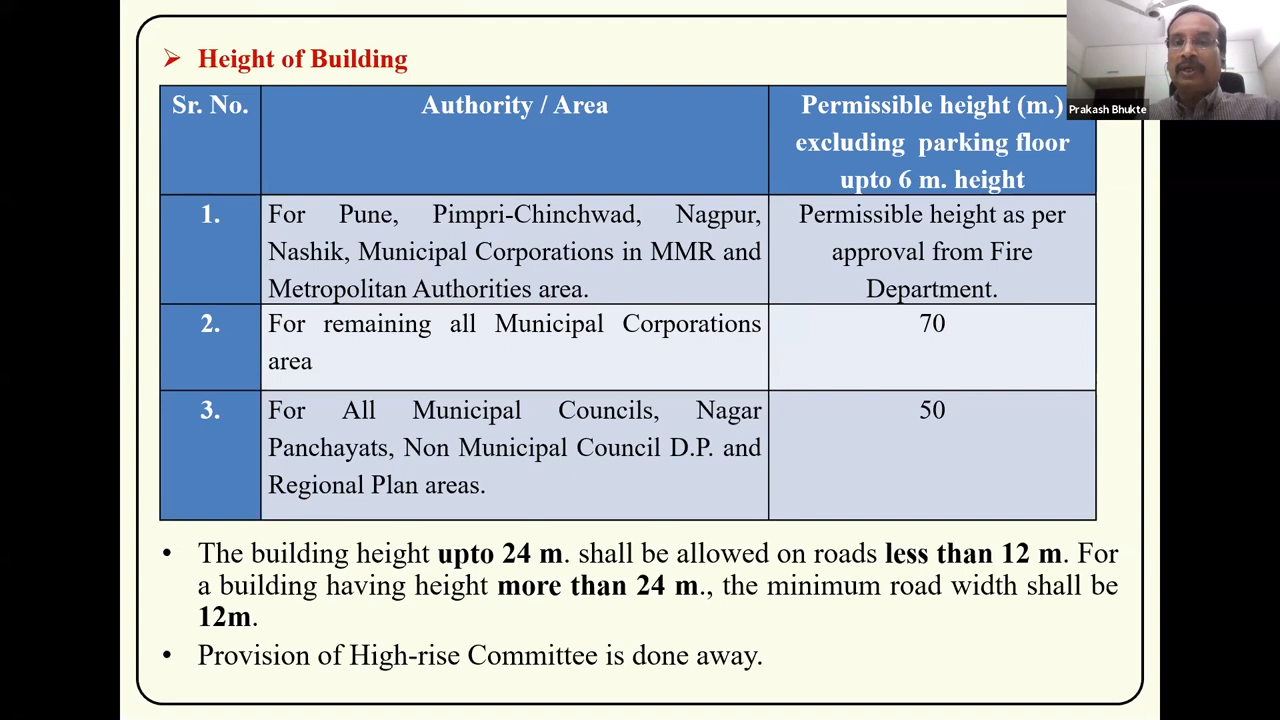 ➢ Height of Building
Sr. No.
Authority / Area
Permissible height (m.)
excluding parking floor
upto 6 m. height
1.
For Pune, Pimpri-Chinchwad, Nagpur,
Nashik, Municipal Corporations in MMR and
Metropolitan Authorities area.
Permissible height as per
approval from Fire
Department.
2.
For remaining all Municipal Corporations
area
70
3.
For All Municipal Councils, Nagar
Panchayats, Non Municipal Council D.P. and
Regional Plan areas.
50
• The building height upto 24 m. shall be allowed on roads less than 12 m. For
a building having height more than 24 m., the minimum road width shall be
12m.
• Provision of High-rise Committee is done away.
Prakash Bhukte